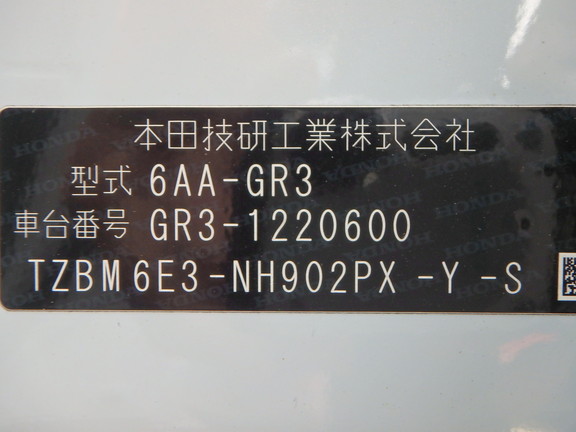 本田技研工業株式会社
型式 6AA-GR3
車台番号 GR3-1220600
TZBM6E3-NH902PX-Y-S